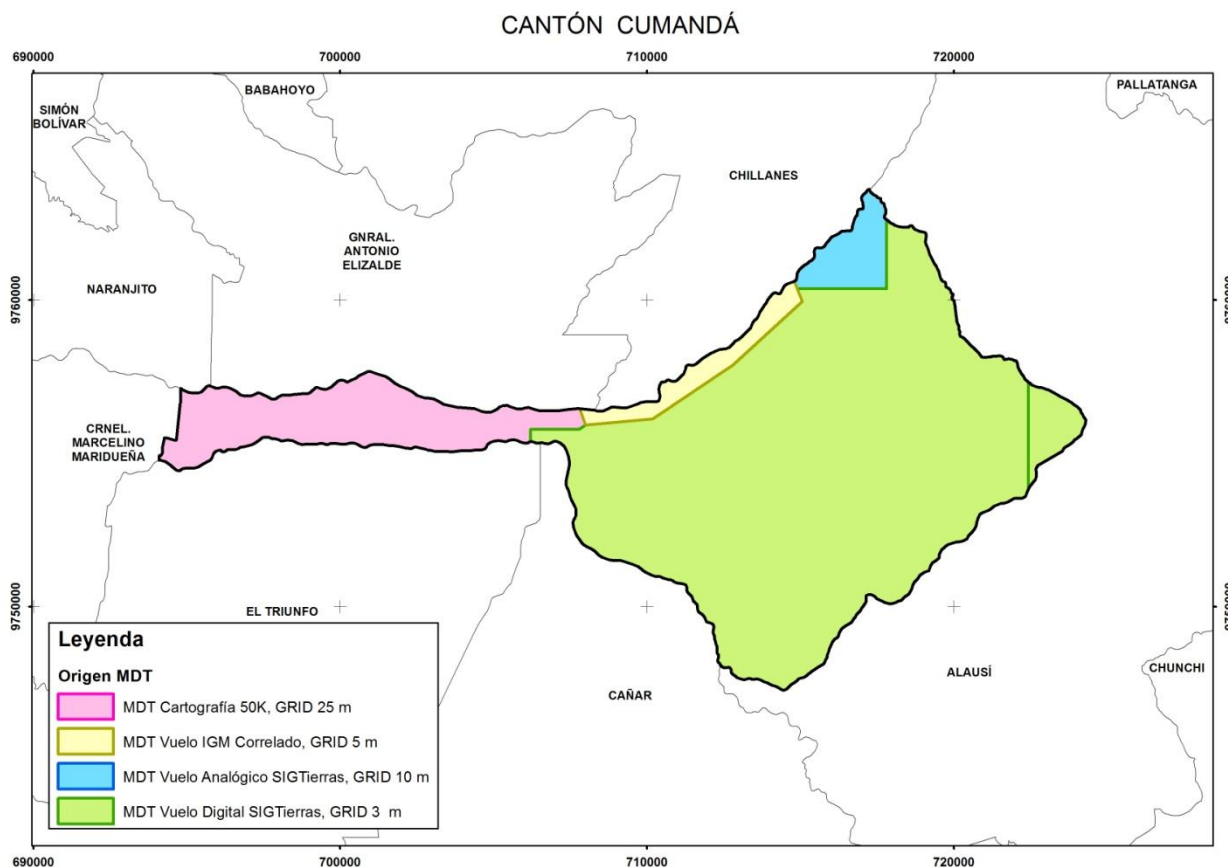 CANTÓN CUMANDÁ
690000
700000
710000
720000
BABAHOYO
PALLATANGA
SIMÓN
BOLÍVAR
CHILLANES
GNRAL.
ANTONIO
ELIZALDE
NARANJITO
9760000
9760000
CRNEL.
MARCELINO
MARIDUEÑA
EL TRIUNFO
9750000
9750000
CAÑAR
ALAUSÍ
CHUNCHI
Leyenda
Origen MDT
MDT Cartografía 50K, GRID 25 m
MDT Vuelo IGM Correlado, GRID 5 m
MDT Vuelo Analógico SIGTierras, GRID 10 m
MDT Vuelo Digital SIGTierras, GRID 3 m
690000
700000
710000
720000